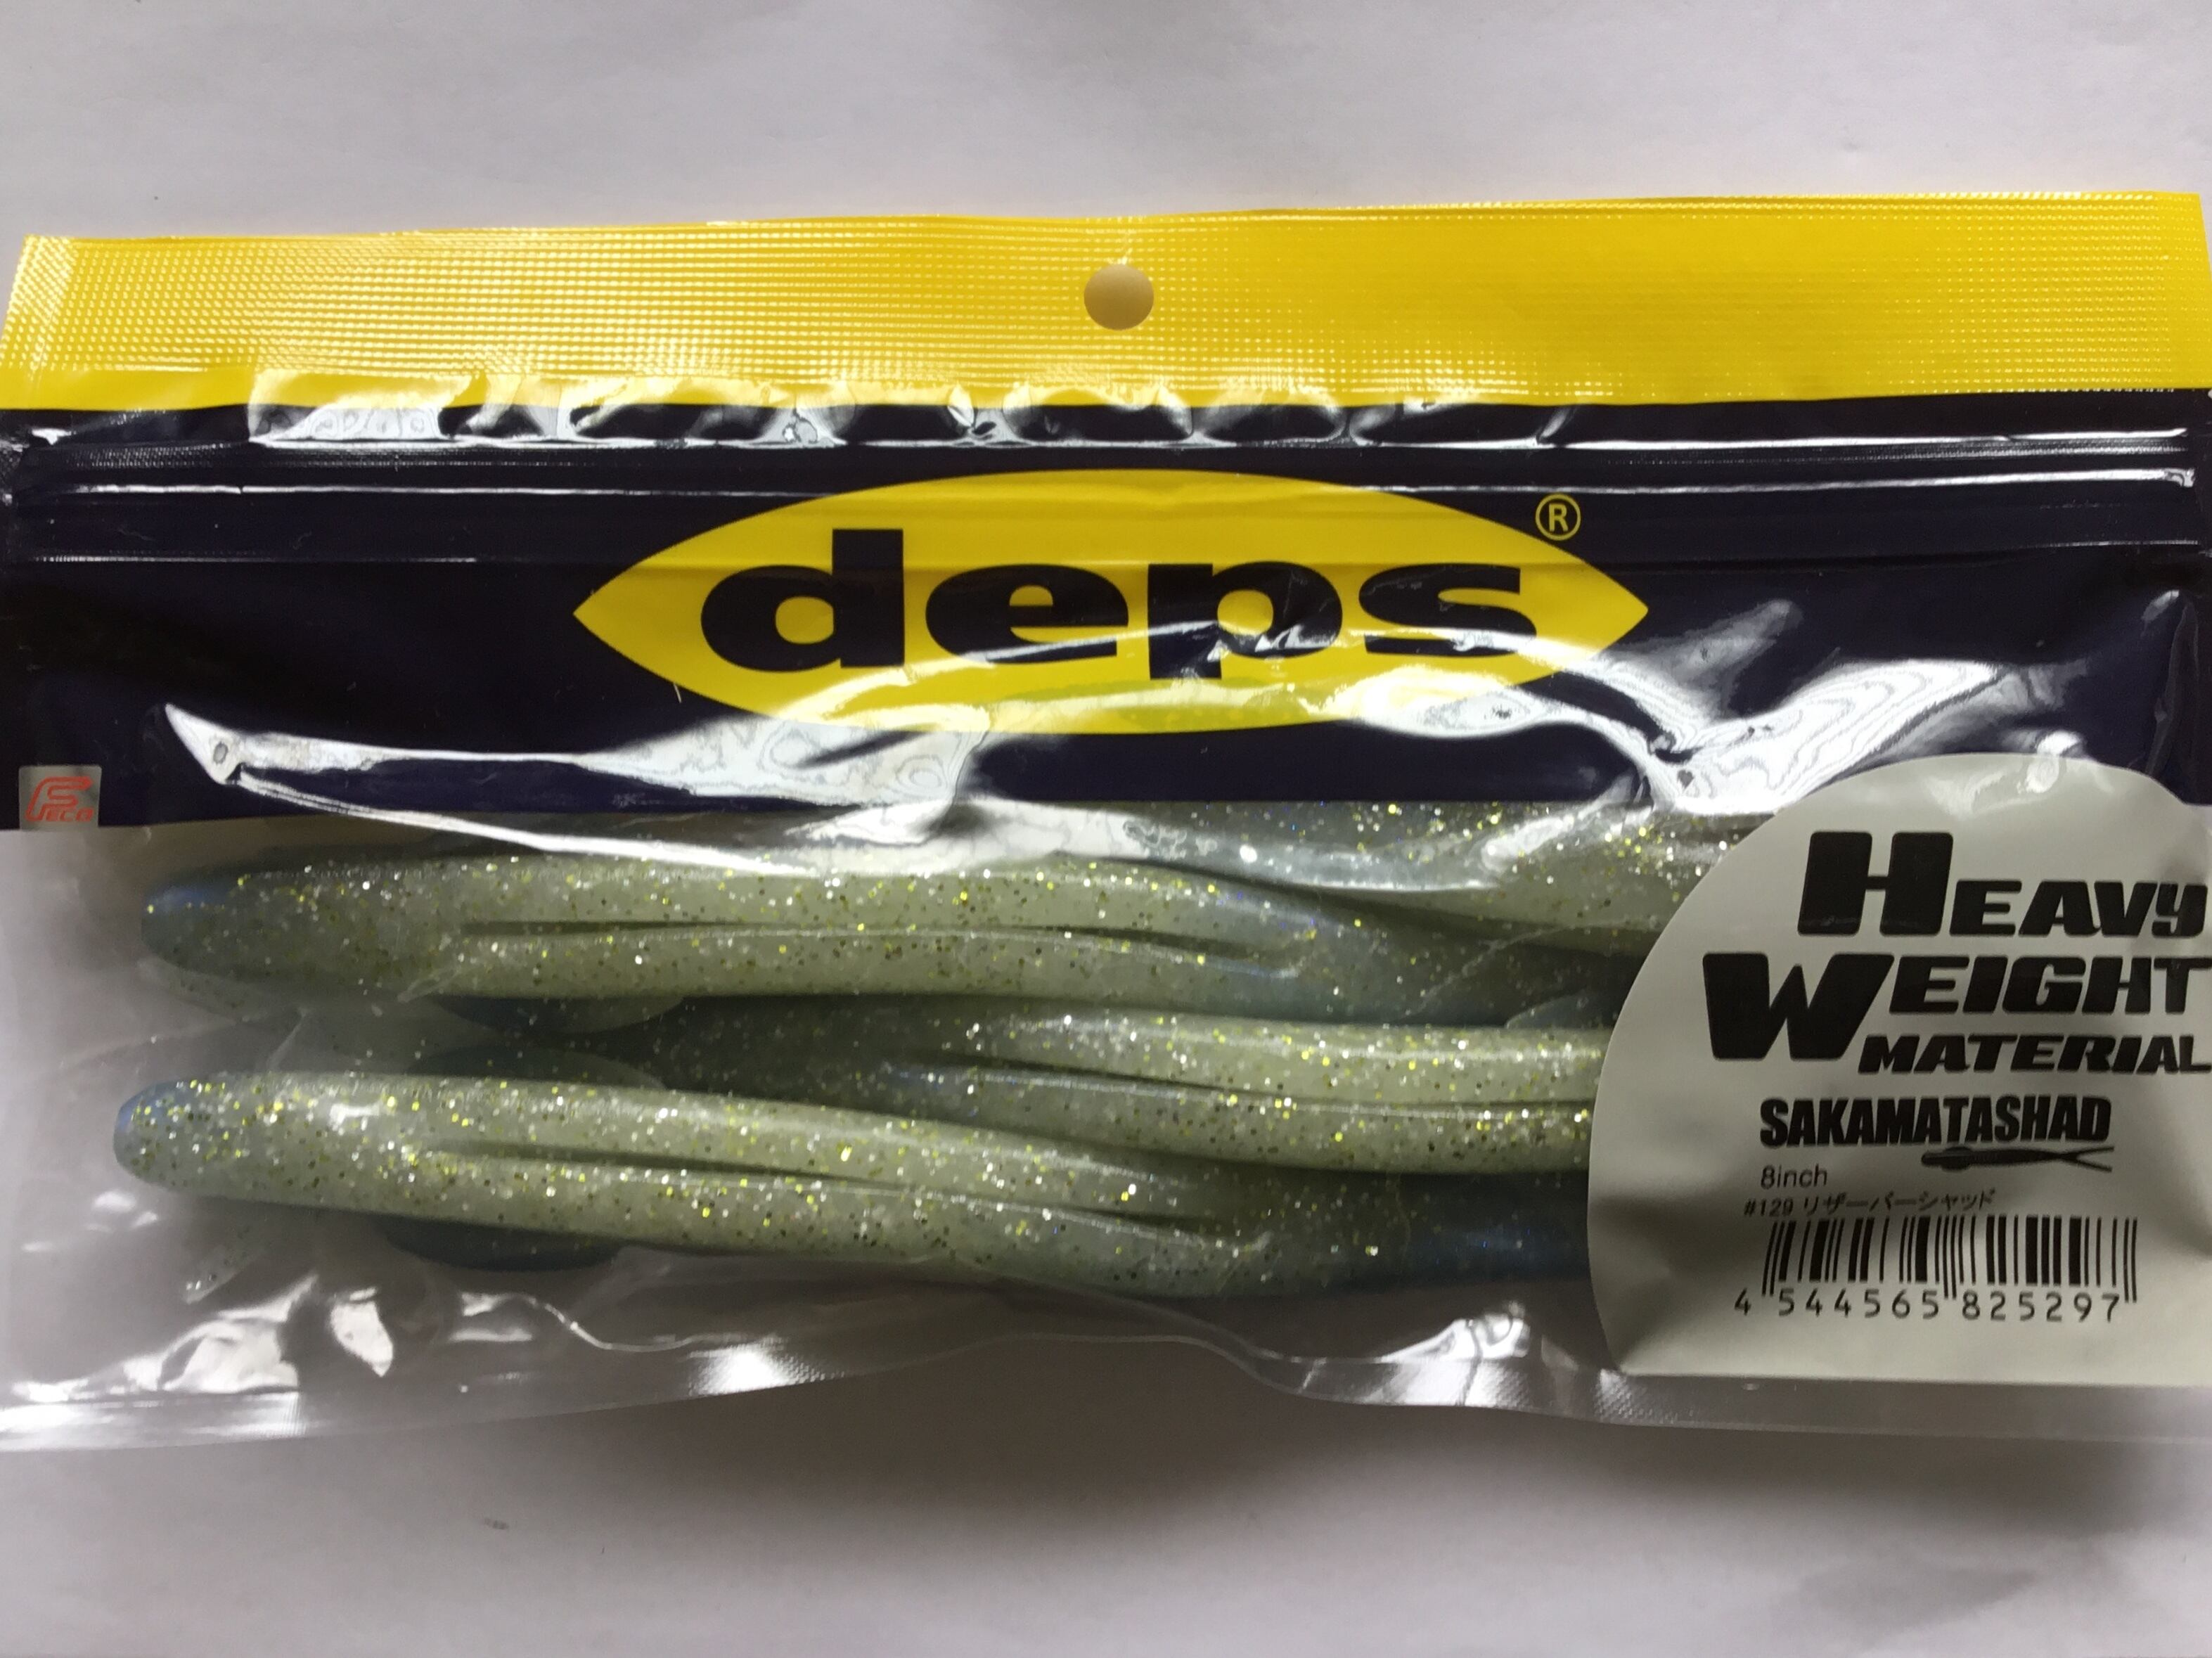 deps®
FECO
HEAVY
WEIGHT
MATERIAL
SAKAMATASHAD
8inch
#129 リザーバーシャッド
4 544565 825297